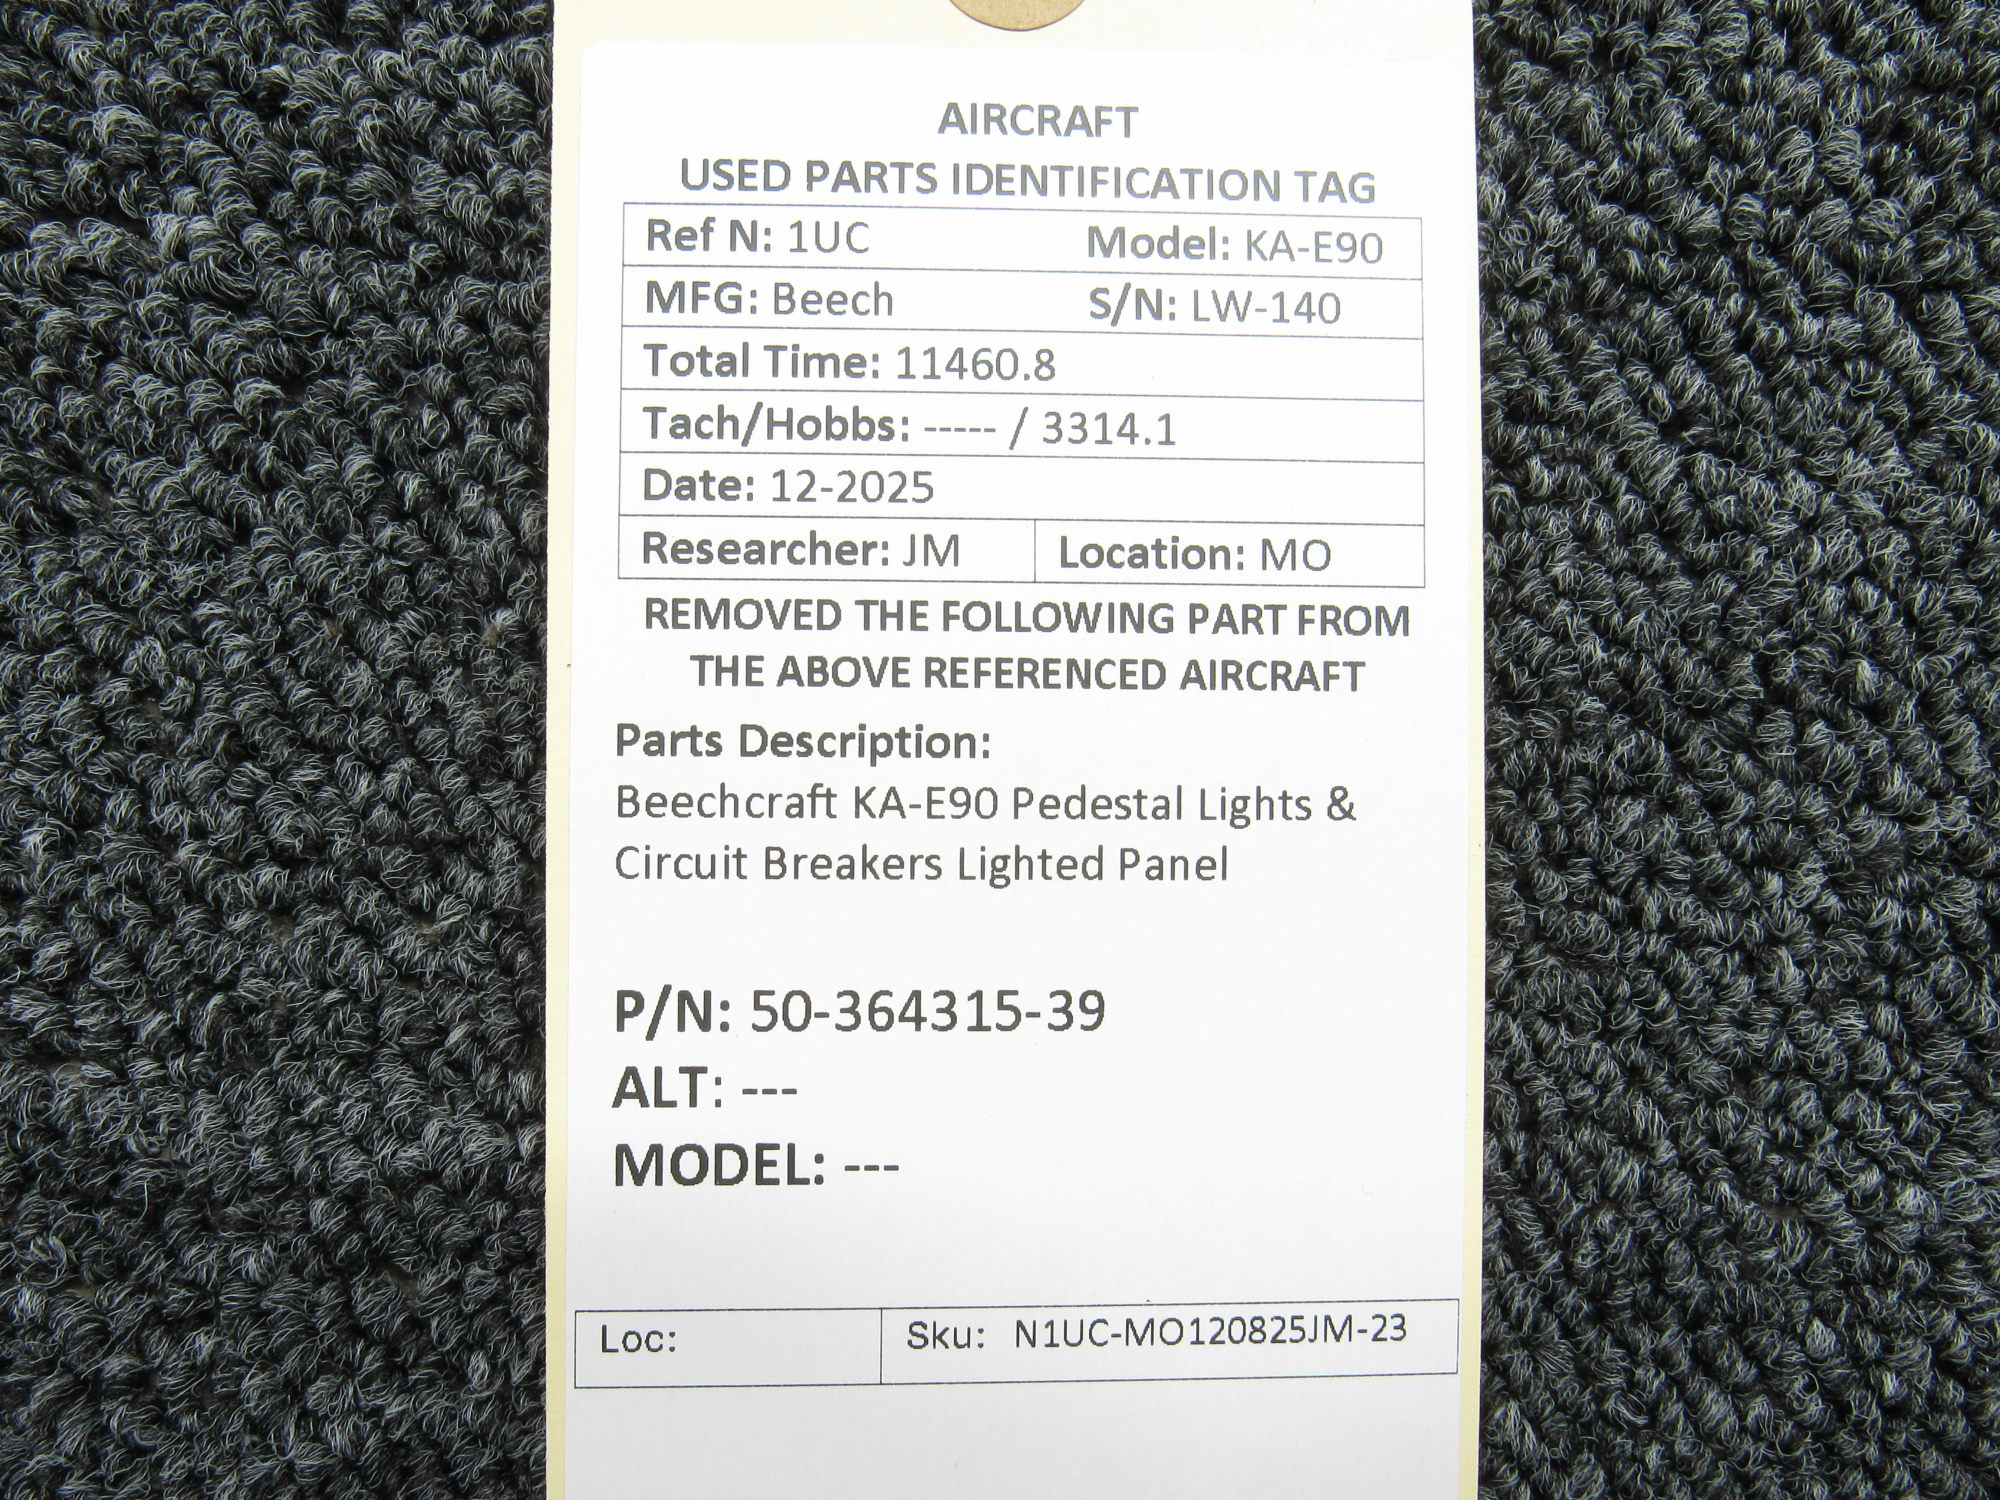 AIRCRAFT
USED PARTS IDENTIFICATION TAG
Ref N: 1UC Model: KA-E90
MFG: Beech S/N: LW-140
Total Time: 11460.8
Tach/Hobbs: ----- / 3314.1
Date: 12-2025
Researcher: JM Location: MO
REMOVED THE FOLLOWING PART FROM
THE ABOVE REFERENCED AIRCRAFT
Parts Description:
Beechcraft KA-E90 Pedestal Lights &
Circuit Breakers Lighted Panel
P/N: 50-364315-39
ALT: ---
MODEL: ---
Loc: Sku: N1UC-MO120825JM-23